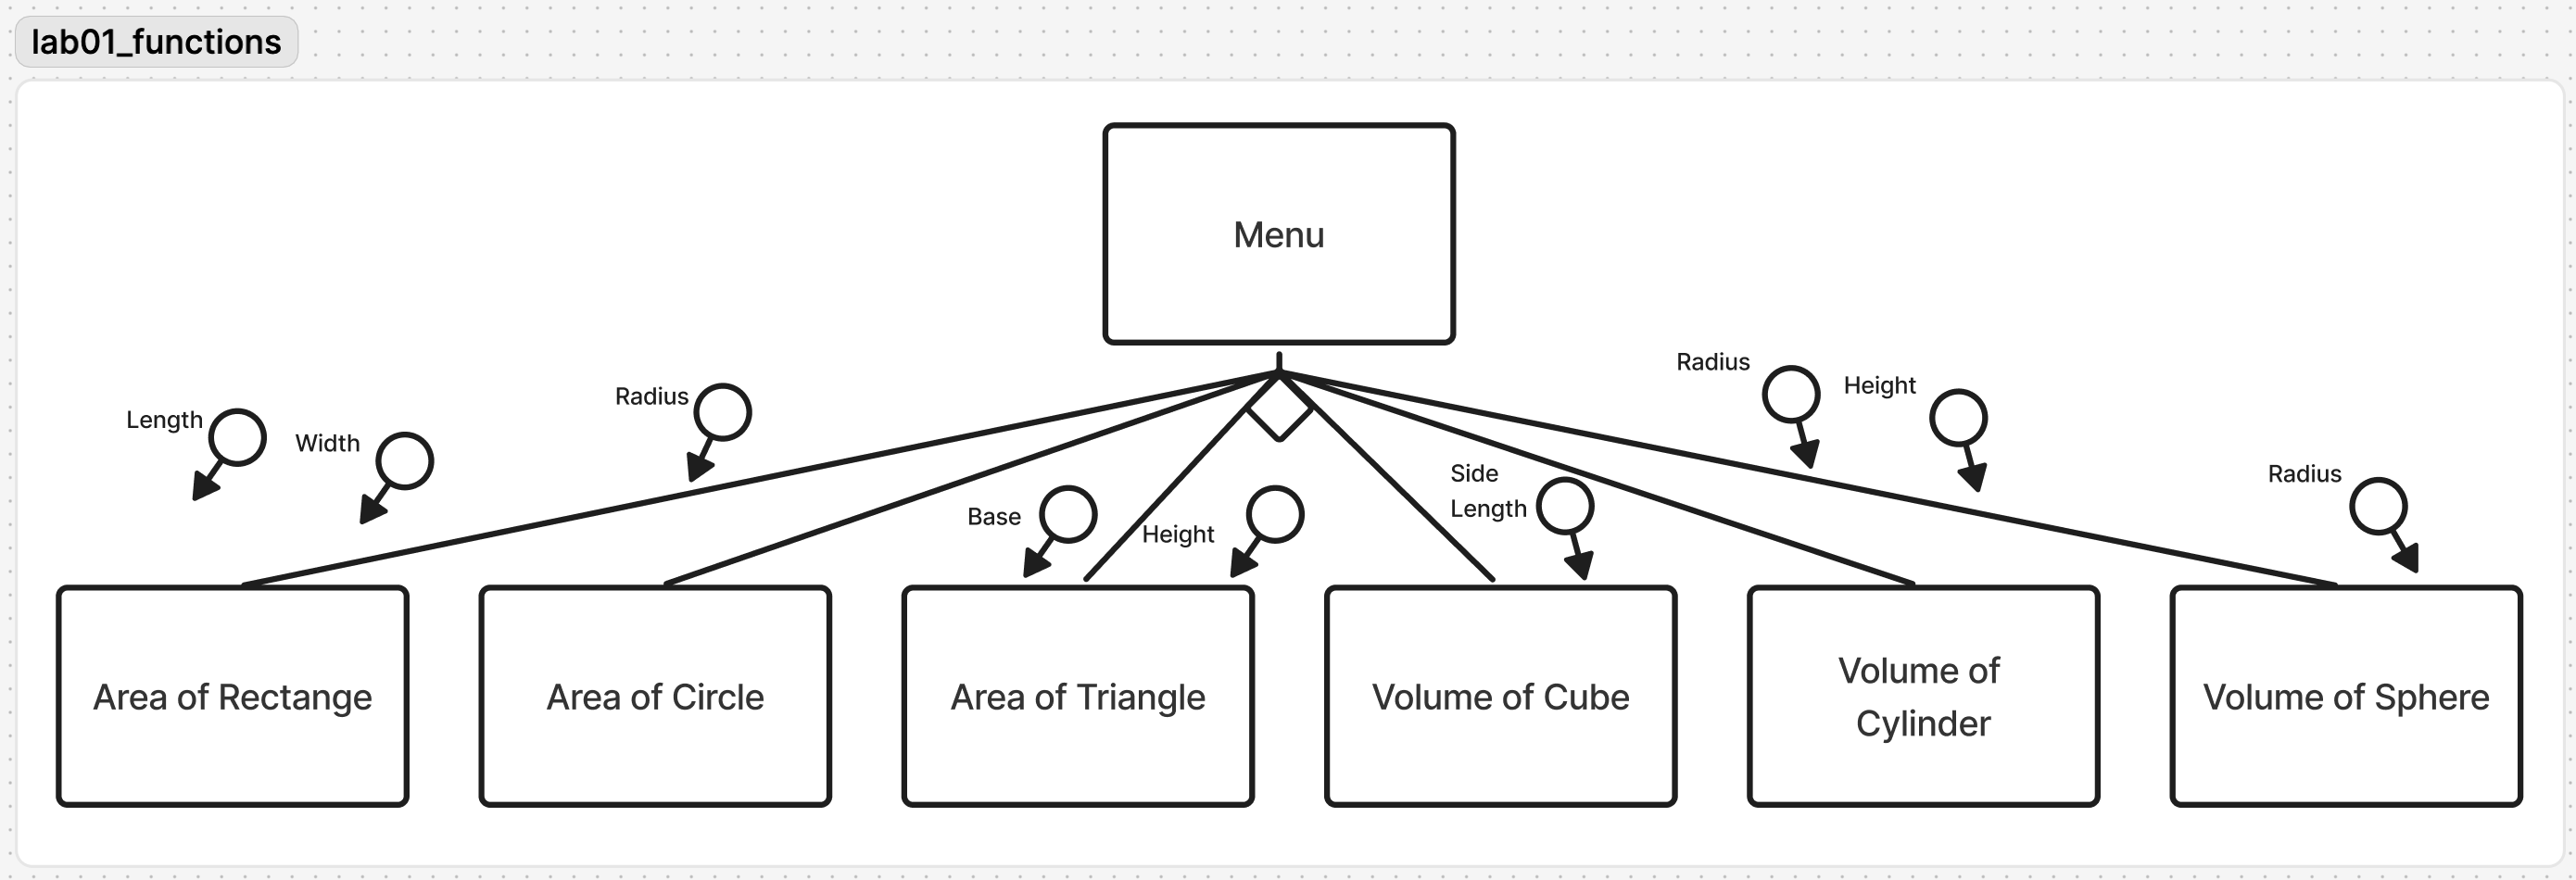 lab01_functions
Menu
Length
Width
Radius
Base
Height
Side
Length
Radius
Height
Radius
Area of Rectange
Area of Circle
Area of Triangle
Volume of Cube
Volume of
Cylinder
Volume of Sphere